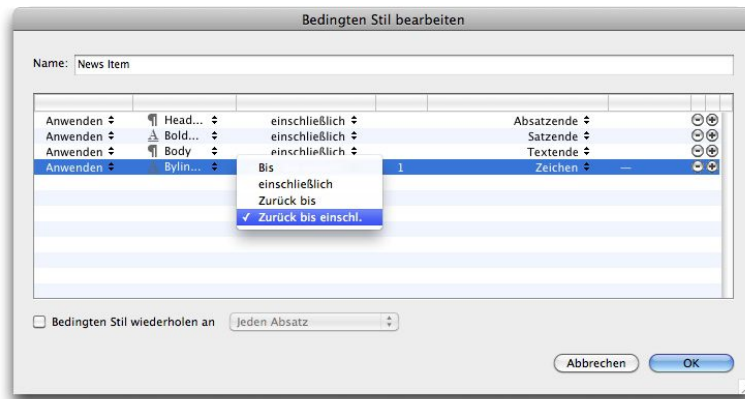 Bedingten Stil bearbeiten
Name: News Item
Anwenden ¶ Head... einschließlich Absatzende
Anwenden A Bold... einschließlich Satzende
Anwenden ¶ Body einschließlich Textende
Anwenden A Bylin... 1 Zeichen —
Bis
einschließlich
Zurück bis
✓ Zurück bis einschl.
Bedingten Stil wiederholen an Jeden Absatz
Abbrechen OK